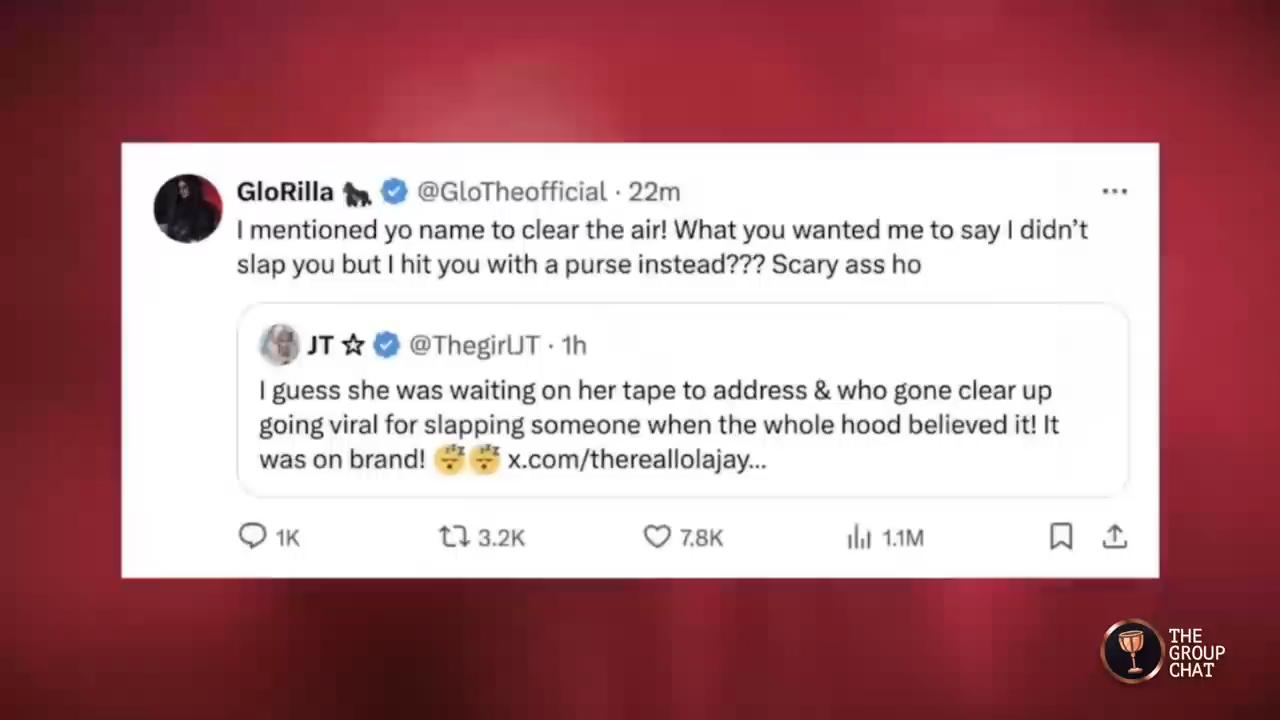 GloRilla 🦍 @GloTheofficial · 22m
I mentioned yo name to clear the air! What you wanted me to say I didn't
slap you but I hit you with a purse instead??? Scary ass ho
JT ☆ @ThegirlJT · 1h
I guess she was waiting on her tape to address & who gone clear up
going viral for slapping someone when the whole hood believed it! It
was on brand! 😴😴 x.com/thereallolajay...
1K 3.2K 7.8K 1.1M
THE
GROUP
CHAT